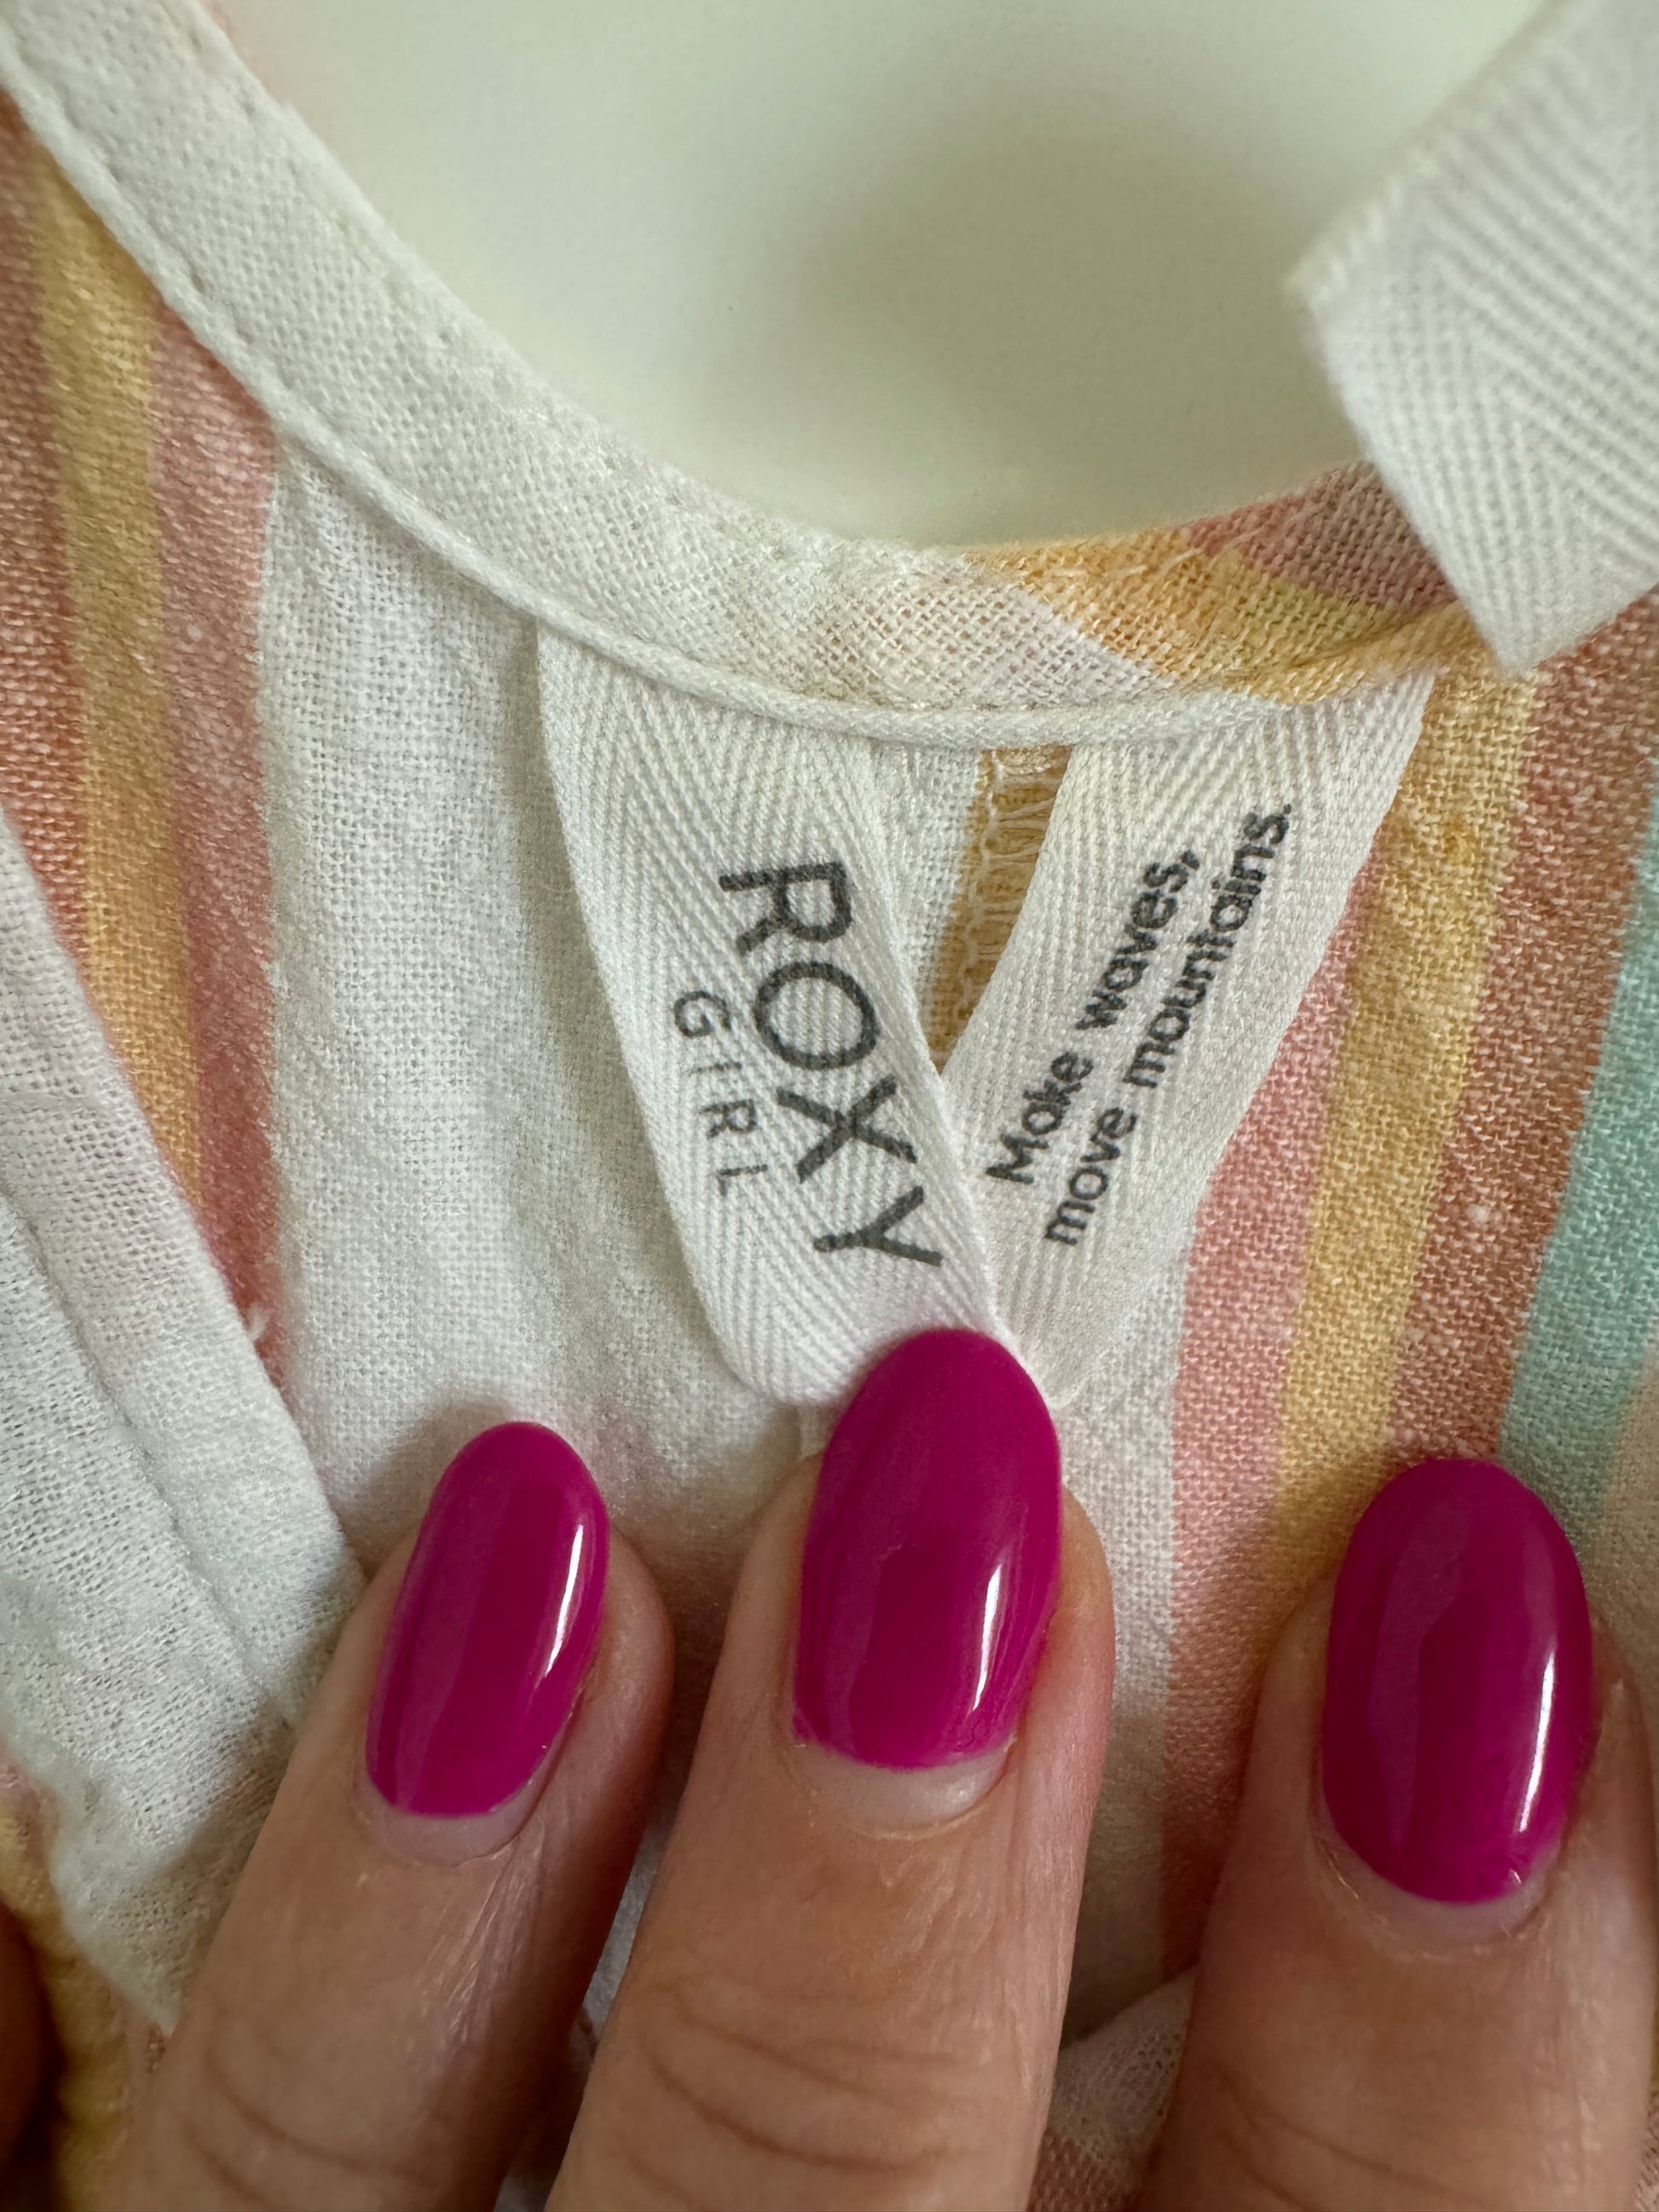 ROXY
GIRL
Make waves,
move mountains.